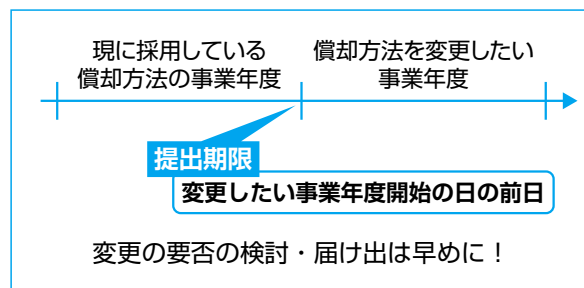 現に採用している
償却方法の事業年度
償却方法を変更したい
事業年度
提出期限
変更したい事業年度開始の日の前日
変更の要否の検討・届け出は早めに！